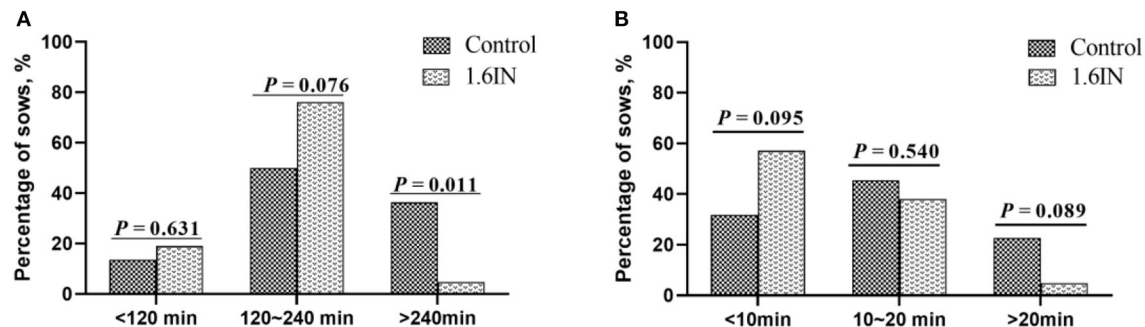 A
Percentage of sows, %
100
80
60
40
20
0
Control
1.6IN
P = 0.631
P = 0.076
P = 0.011
<120 min
120~240 min
>240min
B
Percentage of sows, %
100
80
60
40
20
0
Control
1.6IN
P = 0.095
P = 0.540
P = 0.089
<10min
10~20 min
>20min